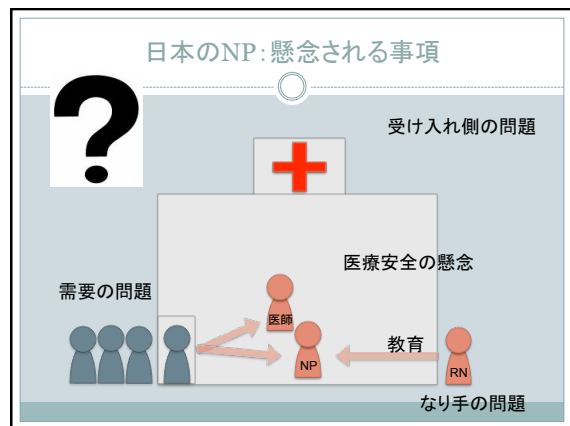 日本のNP：懸念される事項
?
受け入れ側の問題
医療安全の懸念
需要の問題
医師
NP
教育
RN
なり手の問題